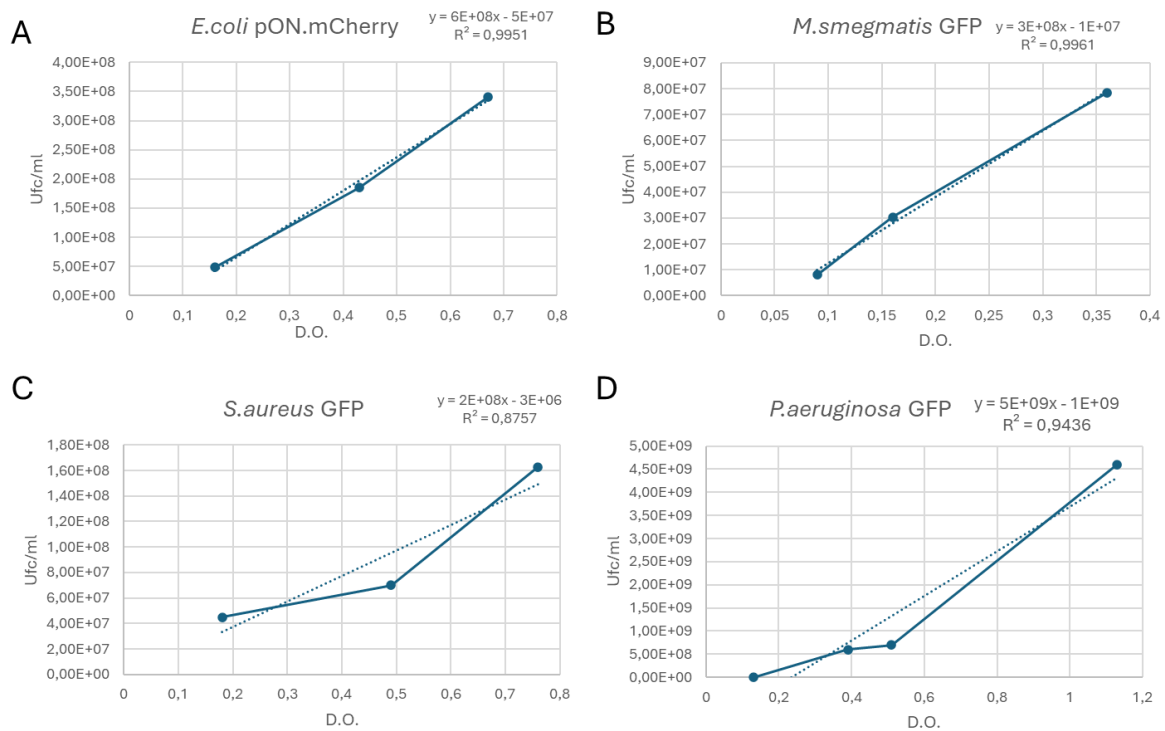 A
E.coli pON.mCherry
y = 6E+08x - 5E+07
R² = 0,9951
4,00E+08
3,50E+08
3,00E+08
2,50E+08
2,00E+08
1,50E+08
1,00E+08
5,00E+07
0,00E+00
Ufc/ml
0 0,1 0,2 0,3 0,4 0,5 0,6 0,7 0,8
D.O.
B
M.smegmatis GFP
y = 3E+08x - 1E+07
R² = 0,9961
9,00E+07
8,00E+07
7,00E+07
6,00E+07
5,00E+07
4,00E+07
3,00E+07
2,00E+07
1,00E+07
0,00E+00
Ufc/ml
0 0,05 0,1 0,15 0,2 0,25 0,3 0,35 0,4
D.O.
C
S.aureus GFP
y = 2E+08x - 3E+06
R² = 0,8757
1,80E+08
1,60E+08
1,40E+08
1,20E+08
1,00E+08
8,00E+07
6,00E+07
4,00E+07
2,00E+07
0,00E+00
Ufc/ml
0 0,1 0,2 0,3 0,4 0,5 0,6 0,7 0,8
D.O.
D
P.aeruginosa GFP
y = 5E+09x - 1E+09
R² = 0,9436
5,00E+09
4,50E+09
4,00E+09
3,50E+09
3,00E+09
2,50E+09
2,00E+09
1,50E+09
1,00E+09
5,00E+08
0,00E+00
Ufc/ml
0 0,2 0,4 0,6 0,8 1 1,2
D.O.